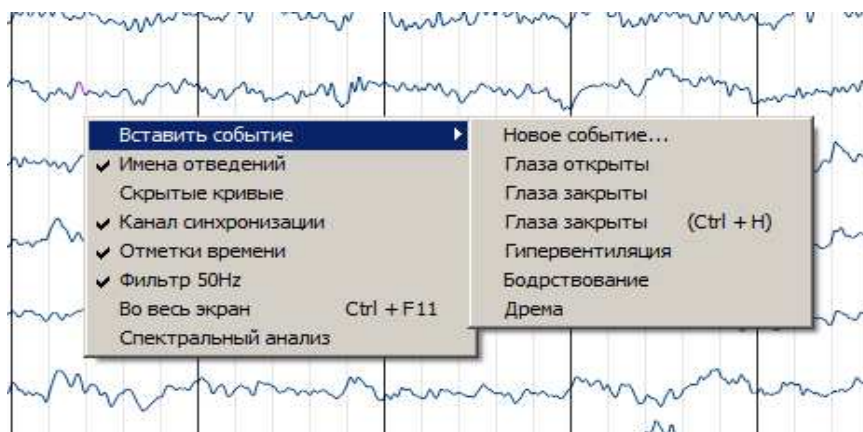 Вставить событие
Имена отведений
Скрытые кривые
Канал синхронизации
Отметки времени
Фильтр 50Hz
Во весь экран Ctrl + F11
Спектральный анализ
Новое событие...
Глаза открыты
Глаза закрыты
Глаза закрыты (Ctrl + H)
Гипервентиляция
Бодрствование
Дрема